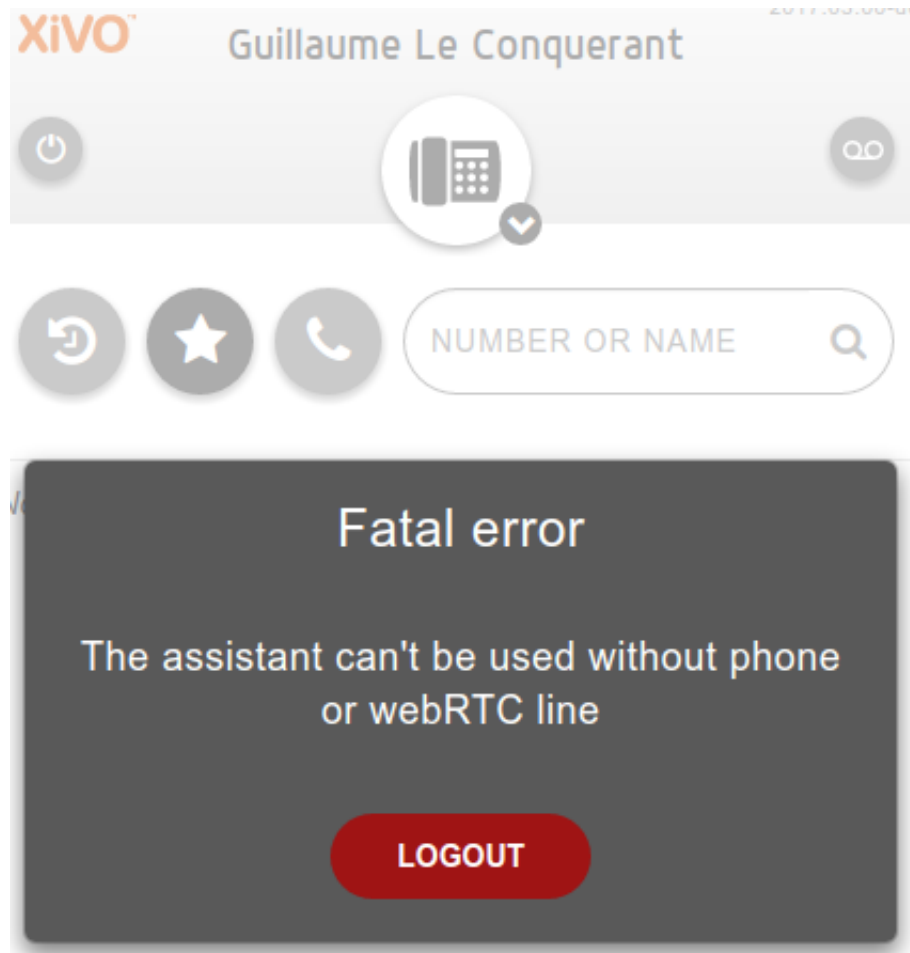 XiVO
Guillaume Le Conquerant
NUMBER OR NAME
Fatal error
The assistant can't be used without phone
or webRTC line
LOGOUT